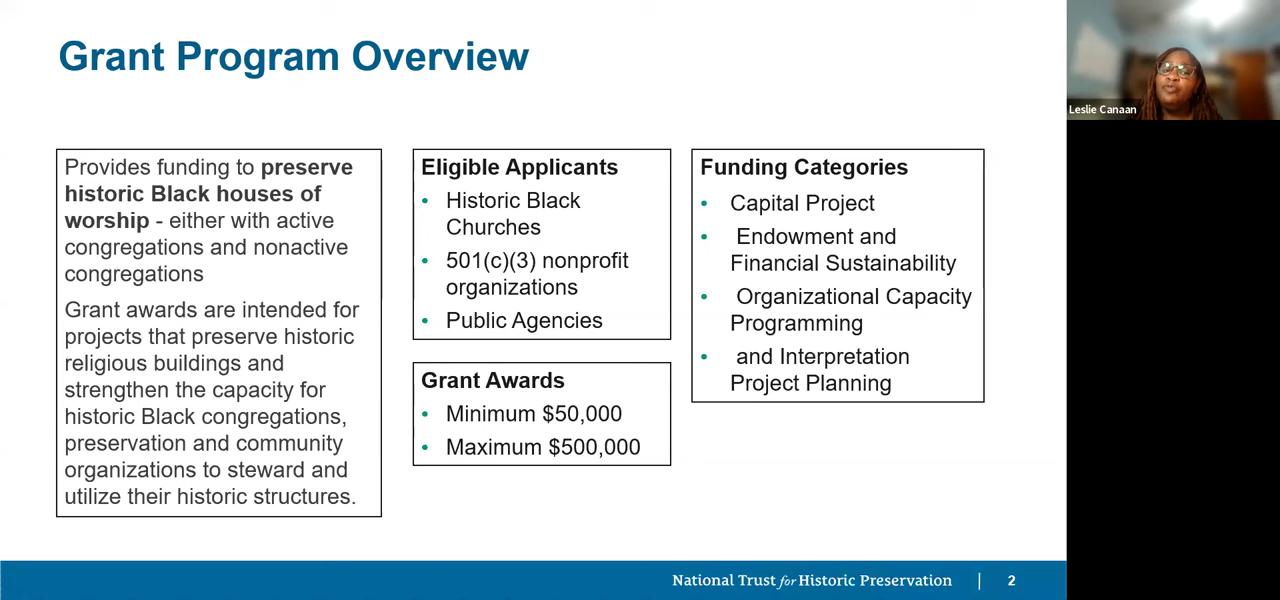 Grant Program Overview
Leslie Canaan
Provides funding to preserve
historic Black houses of
worship - either with active
congregations and nonactive
congregations
Grant awards are intended for
projects that preserve historic
religious buildings and
strengthen the capacity for
historic Black congregations,
preservation and community
organizations to steward and
utilize their historic structures.
Eligible Applicants
• Historic Black
Churches
• 501(c)(3) nonprofit
organizations
• Public Agencies
Grant Awards
• Minimum $50,000
• Maximum $500,000
Funding Categories
• Capital Project
• Endowment and
Financial Sustainability
• Organizational Capacity
Programming
• and Interpretation
Project Planning
National Trust for Historic Preservation | 2